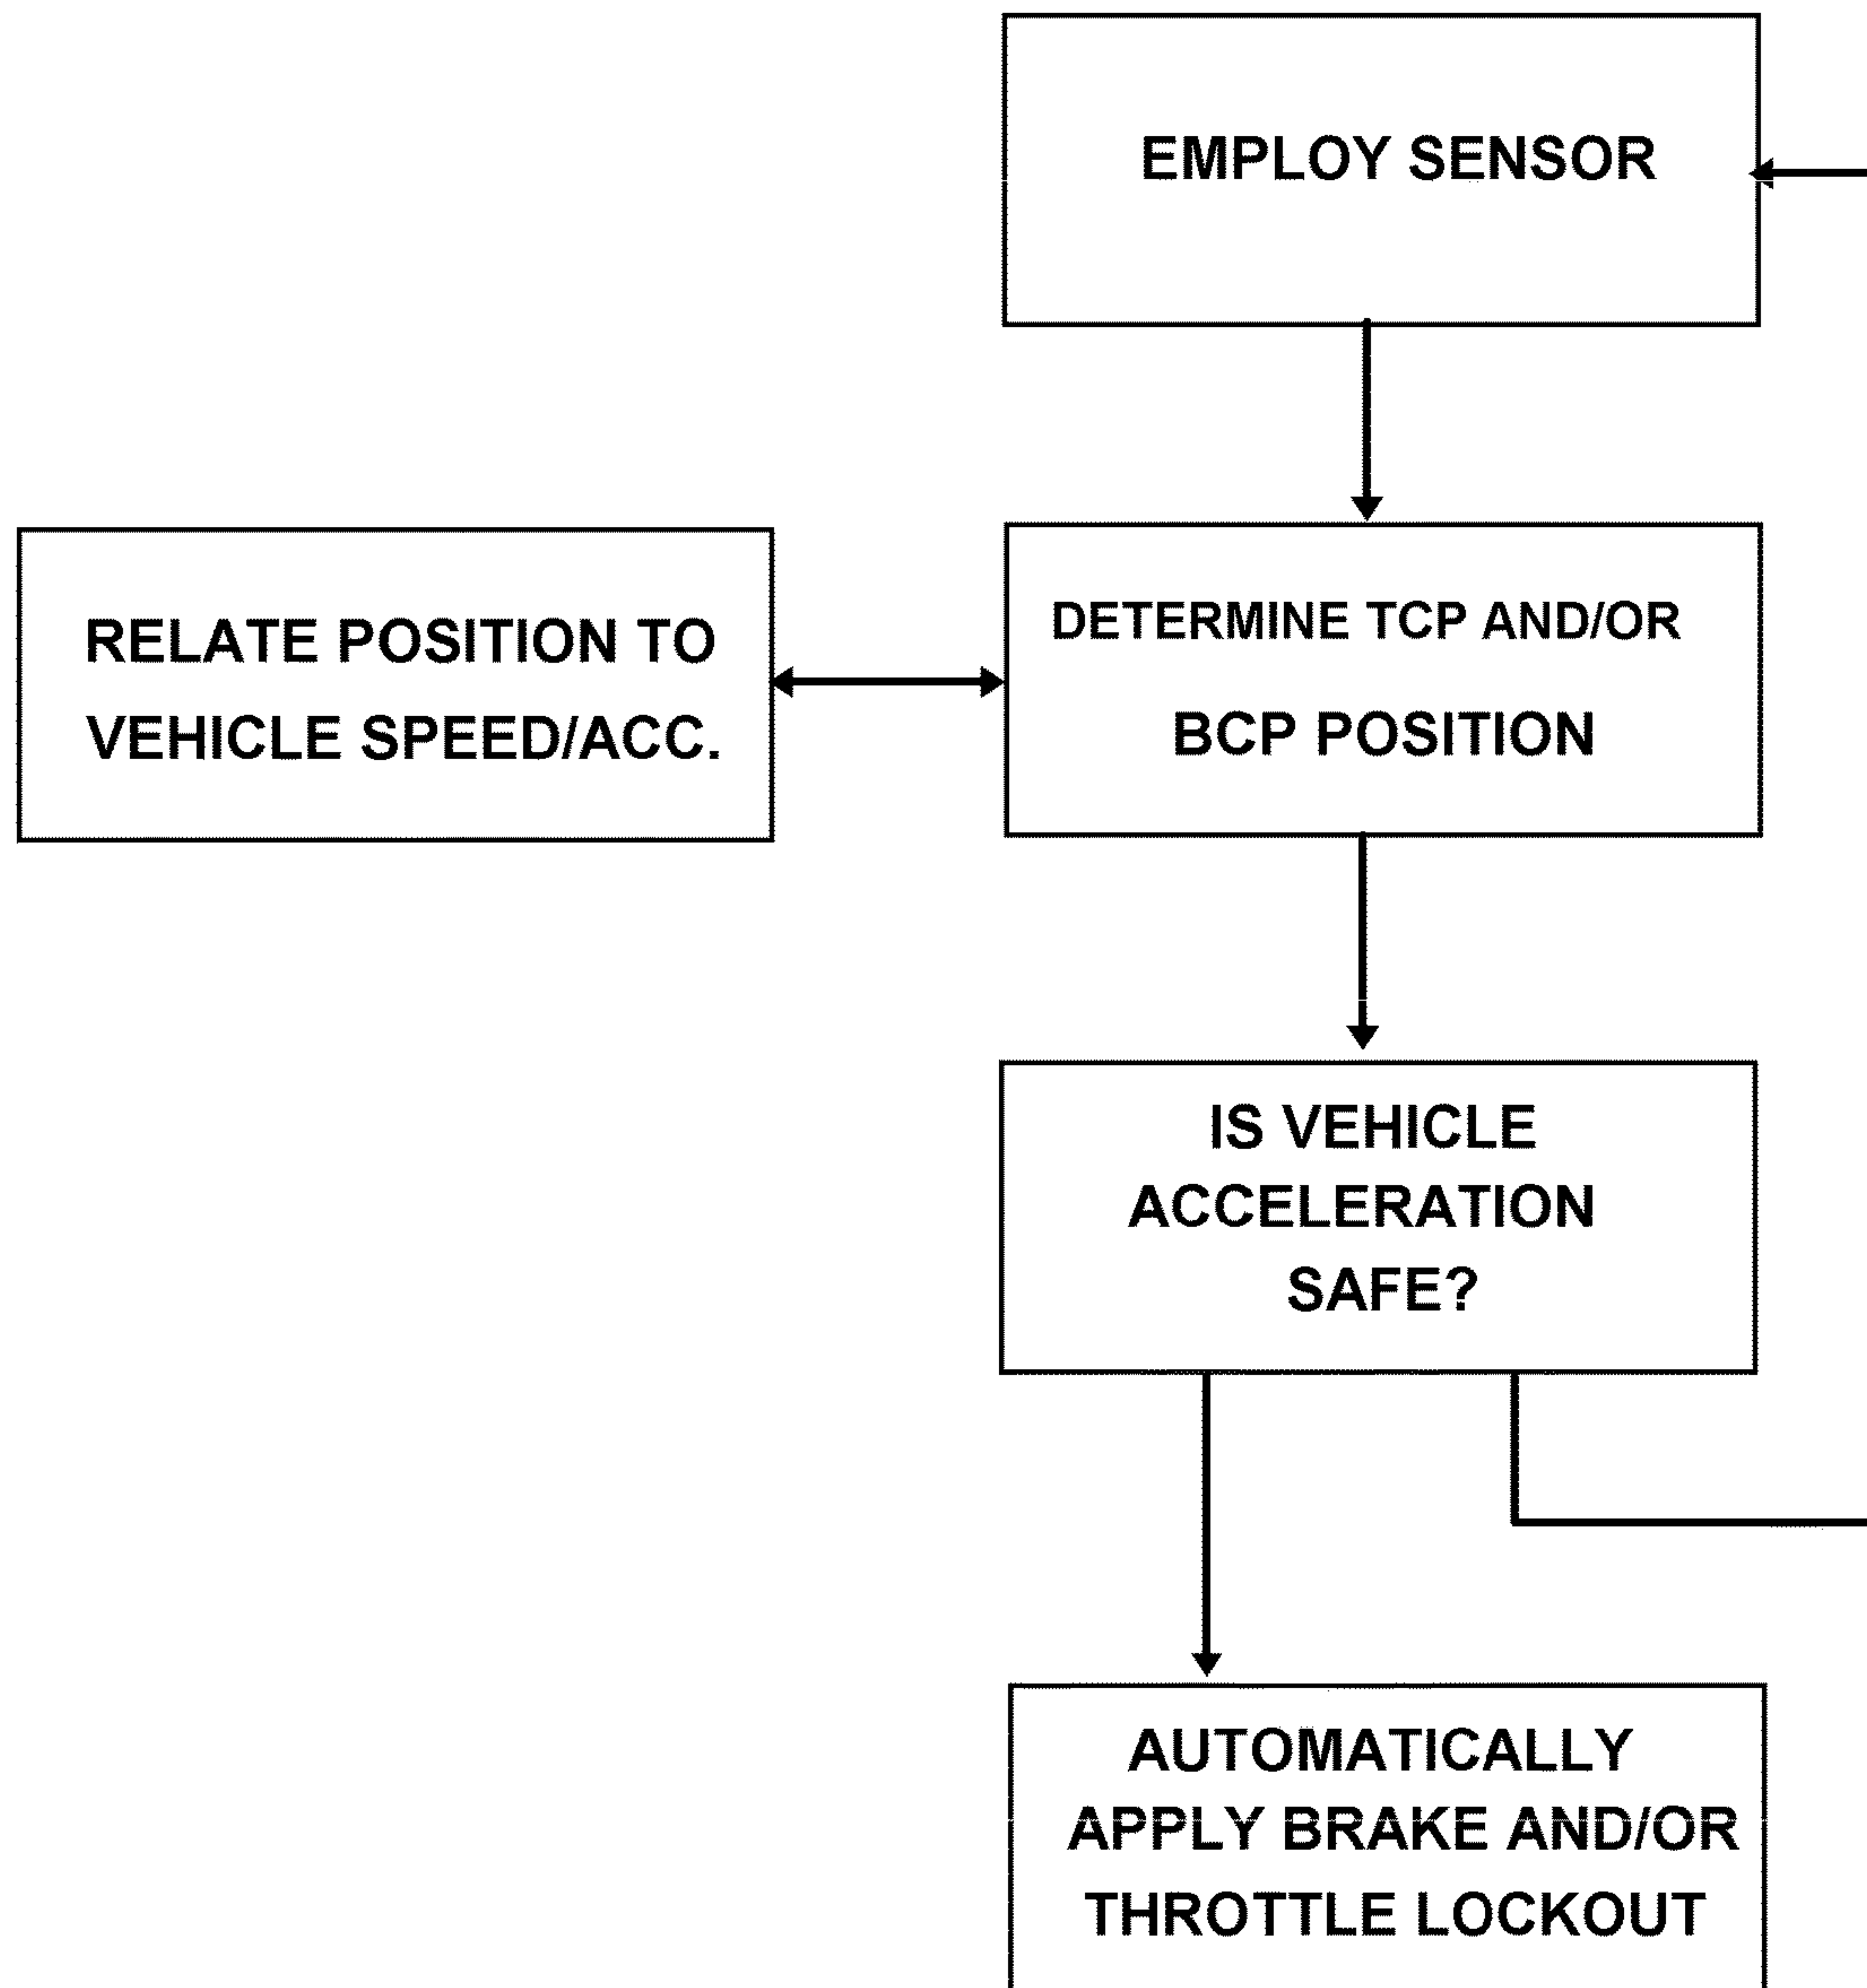 EMPLOY SENSOR
RELATE POSITION TO
VEHICLE SPEED/ACC.
DETERMINE TCP AND/OR
BCP POSITION
IS VEHICLE
ACCELERATION
SAFE?
AUTOMATICALLY
APPLY BRAKE AND/OR
THROTTLE LOCKOUT